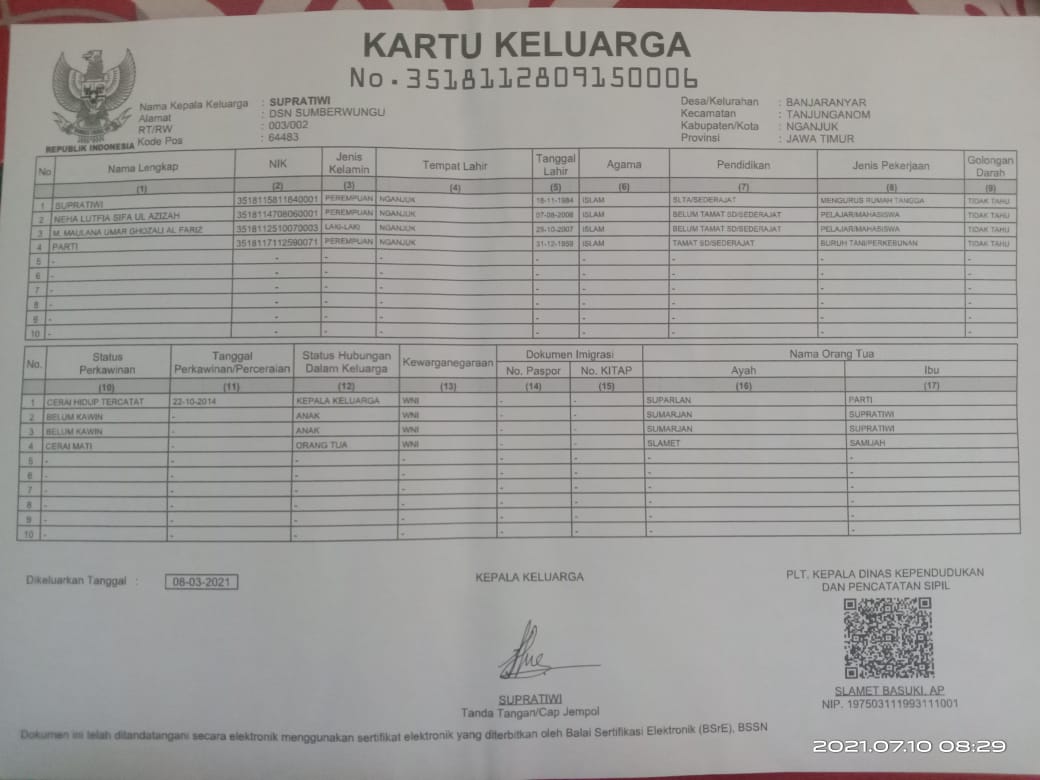 KARTU KELUARGA
No. 3518112809150006
REPUBLIK INDONESIA
Nama Kepala Keluarga : SUPRATIWI
Alamat : DSN SUMBERWUNGU
RT/RW : 003/002
Kode Pos : 64483
Desa/Kelurahan : BANJARANYAR
Kecamatan : TANJUNGANOM
Kabupaten/Kota : NGANJUK
Provinsi : JAWA TIMUR
No Nama Lengkap NIK Jenis Kelamin Tempat Lahir Tanggal Lahir Agama Pendidikan Jenis Pekerjaan Golongan Darah
(1) (2) (3) (4) (5) (6) (7) (8) (9)
1 SUPRATIWI 3518115811840001 PEREMPUAN NGANJUK 18-11-1984 ISLAM SLTA/SEDERAJAT MENGURUS RUMAH TANGGA TIDAK TAHU
2 NEHA LUTFIA SIFA UL AZIZAH 3518114708060001 PEREMPUAN NGANJUK 07-08-2006 ISLAM BELUM TAMAT SD/SEDERAJAT PELAJAR/MAHASISWA TIDAK TAHU
3 M. MAULANA UMAR GHOZALI AL FARIZ 3518112510070003 LAKI-LAKI NGANJUK 25-10-2007 ISLAM BELUM TAMAT SD/SEDERAJAT PELAJAR/MAHASISWA TIDAK TAHU
4 PARTI 3518117112590071 PEREMPUAN NGANJUK 31-12-1959 ISLAM TAMAT SD/SEDERAJAT BURUH TANI/PERKEBUNAN TIDAK TAHU
5 - - - - - - - - -
6 - - - - - - - - -
7 - - - - - - - - -
8 - - - - - - - - -
9 - - - - - - - - -
10 - - - - - - - - -
No. Status Perkawinan Tanggal Perkawinan/Perceraian Status Hubungan Dalam Keluarga Kewarganegaraan Dokumen Imigrasi Nama Orang Tua
No. Paspor No. KITAP Ayah Ibu
(10) (11) (12) (13) (14) (15) (16) (17)
1 CERAI HIDUP TERCATAT 22-10-2014 KEPALA KELUARGA WNI - - SUPARLAN PARTI
2 BELUM KAWIN - ANAK WNI - - SUMARJAN SUPRATIWI
3 BELUM KAWIN - ANAK WNI - - SUMARJAN SUPRATIWI
4 CERAI MATI - ORANG TUA WNI - - SLAMET SAMIJAH
5 - - - - - - - -
6 - - - - - - - -
7 - - - - - - - -
8 - - - - - - - -
9 - - - - - - - -
10 - - - - - - - -
Dikeluarkan Tanggal : 08-03-2021
KEPALA KELUARGA
SUPRATIWI
Tanda Tangan/Cap Jempol
PLT. KEPALA DINAS KEPENDUDUKAN
DAN PENCATATAN SIPIL
SLAMET BASUKI, AP
NIP. 197503111993111001
Dokumen ini telah ditandatangani secara elektronik menggunakan sertifikat elektronik yang diterbitkan oleh Balai Sertifikasi Elektronik (BSrE), BSSN
2021.07.10 08:29